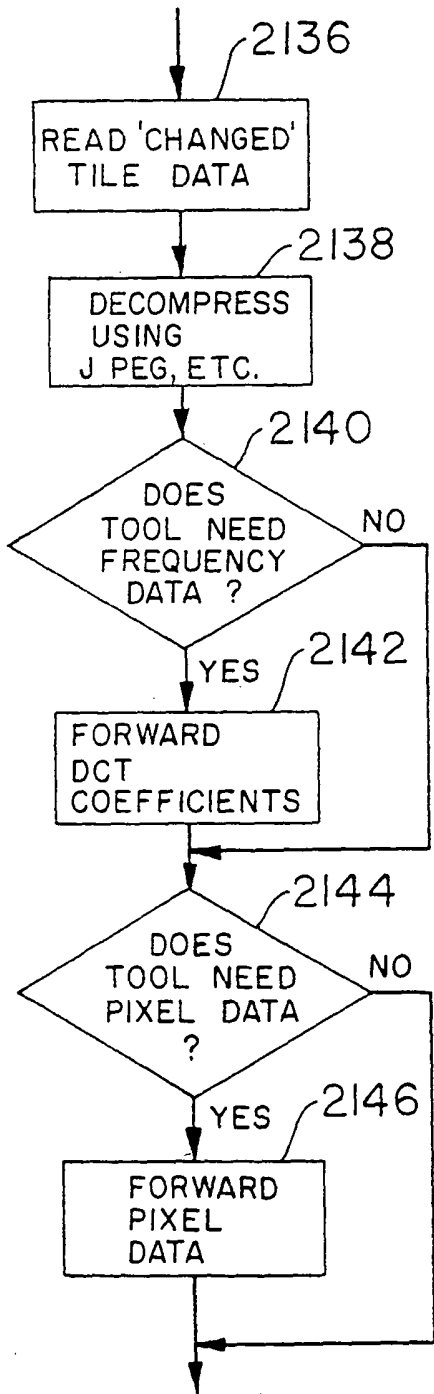 2136
READ 'CHANGED'
TILE DATA
2138
DECOMPRESS
USING
J PEG, ETC.
2140
DOES
TOOL NEED
FREQUENCY
DATA ?
NO
YES
2142
FORWARD
DCT
COEFFICIENTS
2144
DOES
TOOL NEED
PIXEL DATA
?
NO
YES
2146
FORWARD
PIXEL
DATA